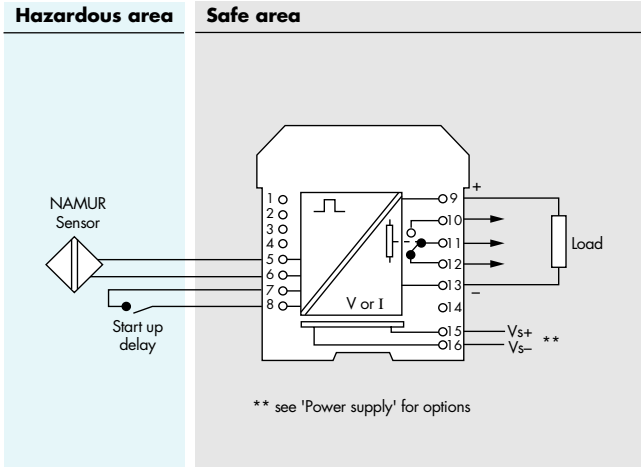 Hazardous area
Safe area
NAMUR
Sensor
Start up
delay
1
2
3
4
5
6
7
8
V or I
9
10
11
12
13
14
15
16
+
–
Load
Vs+
Vs–
**
** see 'Power supply' for options